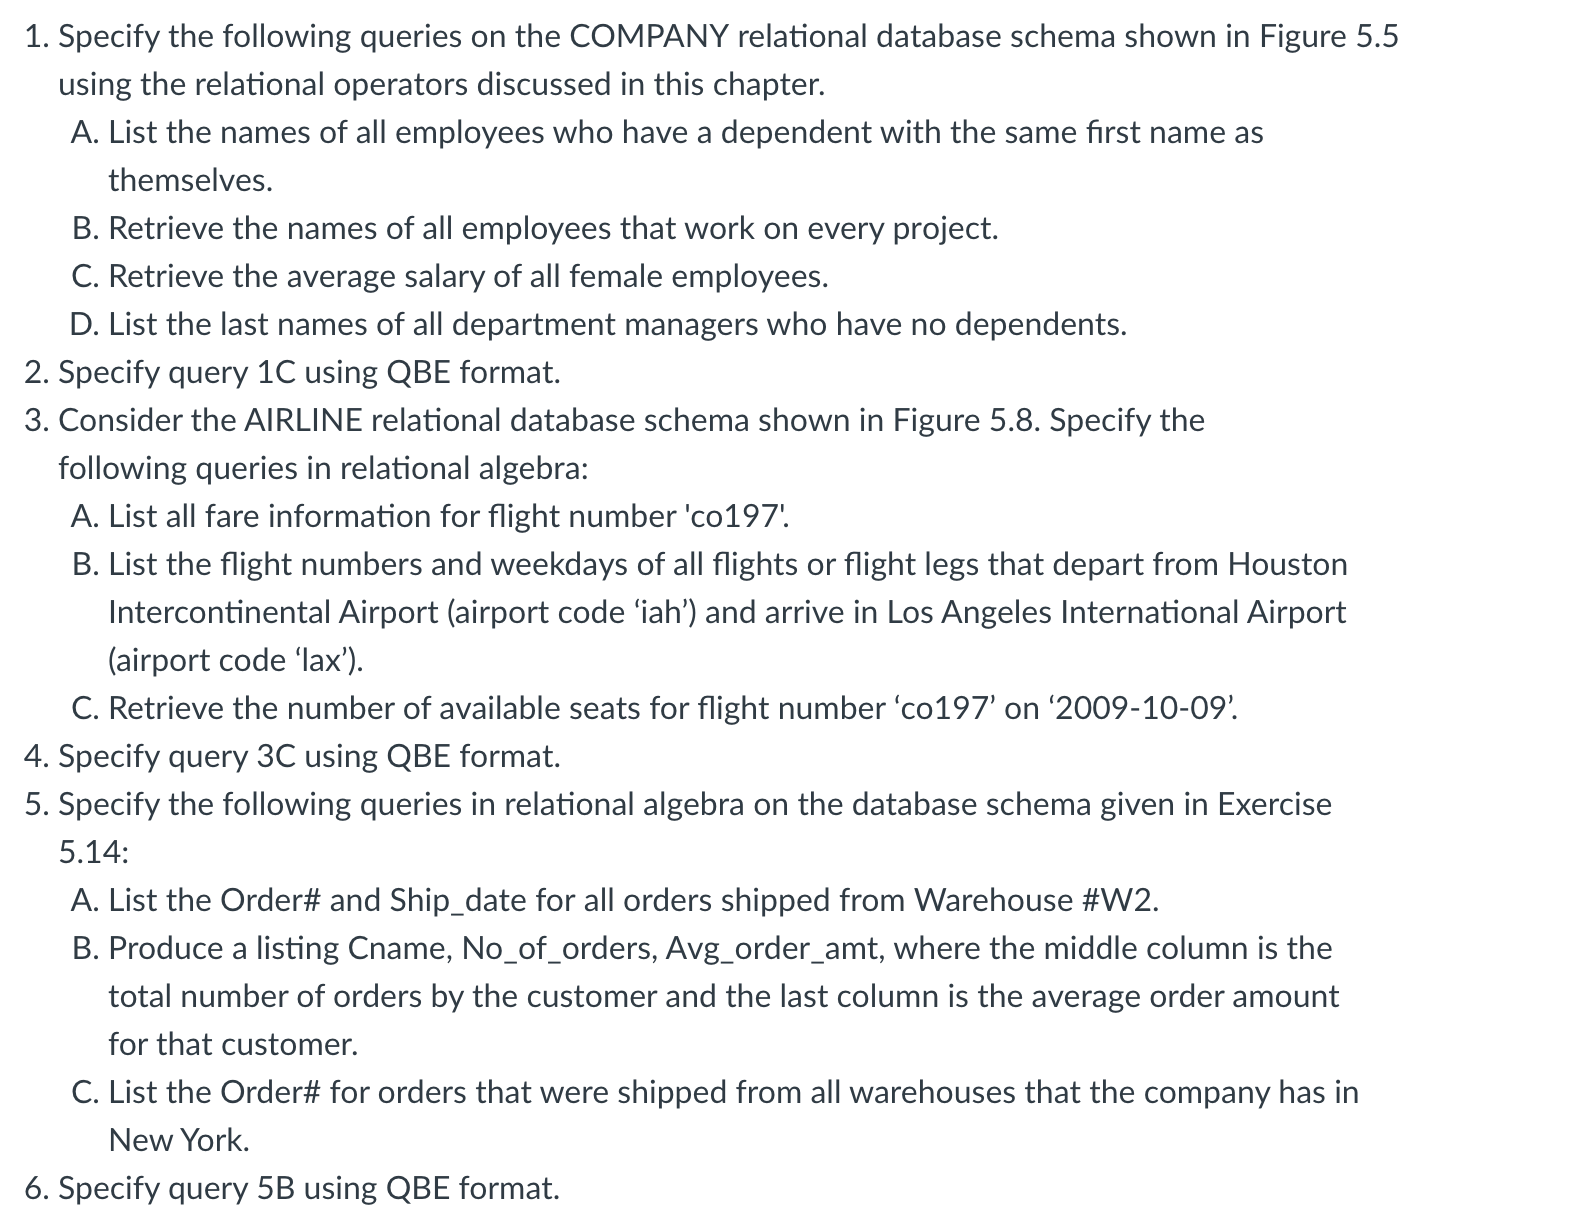 1. Specify the following queries on the COMPANY relational database schema shown in Figure 5.5
using the relational operators discussed in this chapter.
A. List the names of all employees who have a dependent with the same first name as
themselves.
B. Retrieve the names of all employees that work on every project.
C. Retrieve the average salary of all female employees.
D. List the last names of all department managers who have no dependents.
2. Specify query 1C using QBE format.
3. Consider the AIRLINE relational database schema shown in Figure 5.8. Specify the
following queries in relational algebra:
A. List all fare information for flight number 'co197'.
B. List the flight numbers and weekdays of all flights or flight legs that depart from Houston
Intercontinental Airport (airport code ‘iah’) and arrive in Los Angeles International Airport
(airport code ‘lax’).
C. Retrieve the number of available seats for flight number ‘co197’ on ‘2009-10-09’.
4. Specify query 3C using QBE format.
5. Specify the following queries in relational algebra on the database schema given in Exercise
5.14:
A. List the Order# and Ship_date for all orders shipped from Warehouse #W2.
B. Produce a listing Cname, No_of_orders, Avg_order_amt, where the middle column is the
total number of orders by the customer and the last column is the average order amount
for that customer.
C. List the Order# for orders that were shipped from all warehouses that the company has in
New York.
6. Specify query 5B using QBE format.